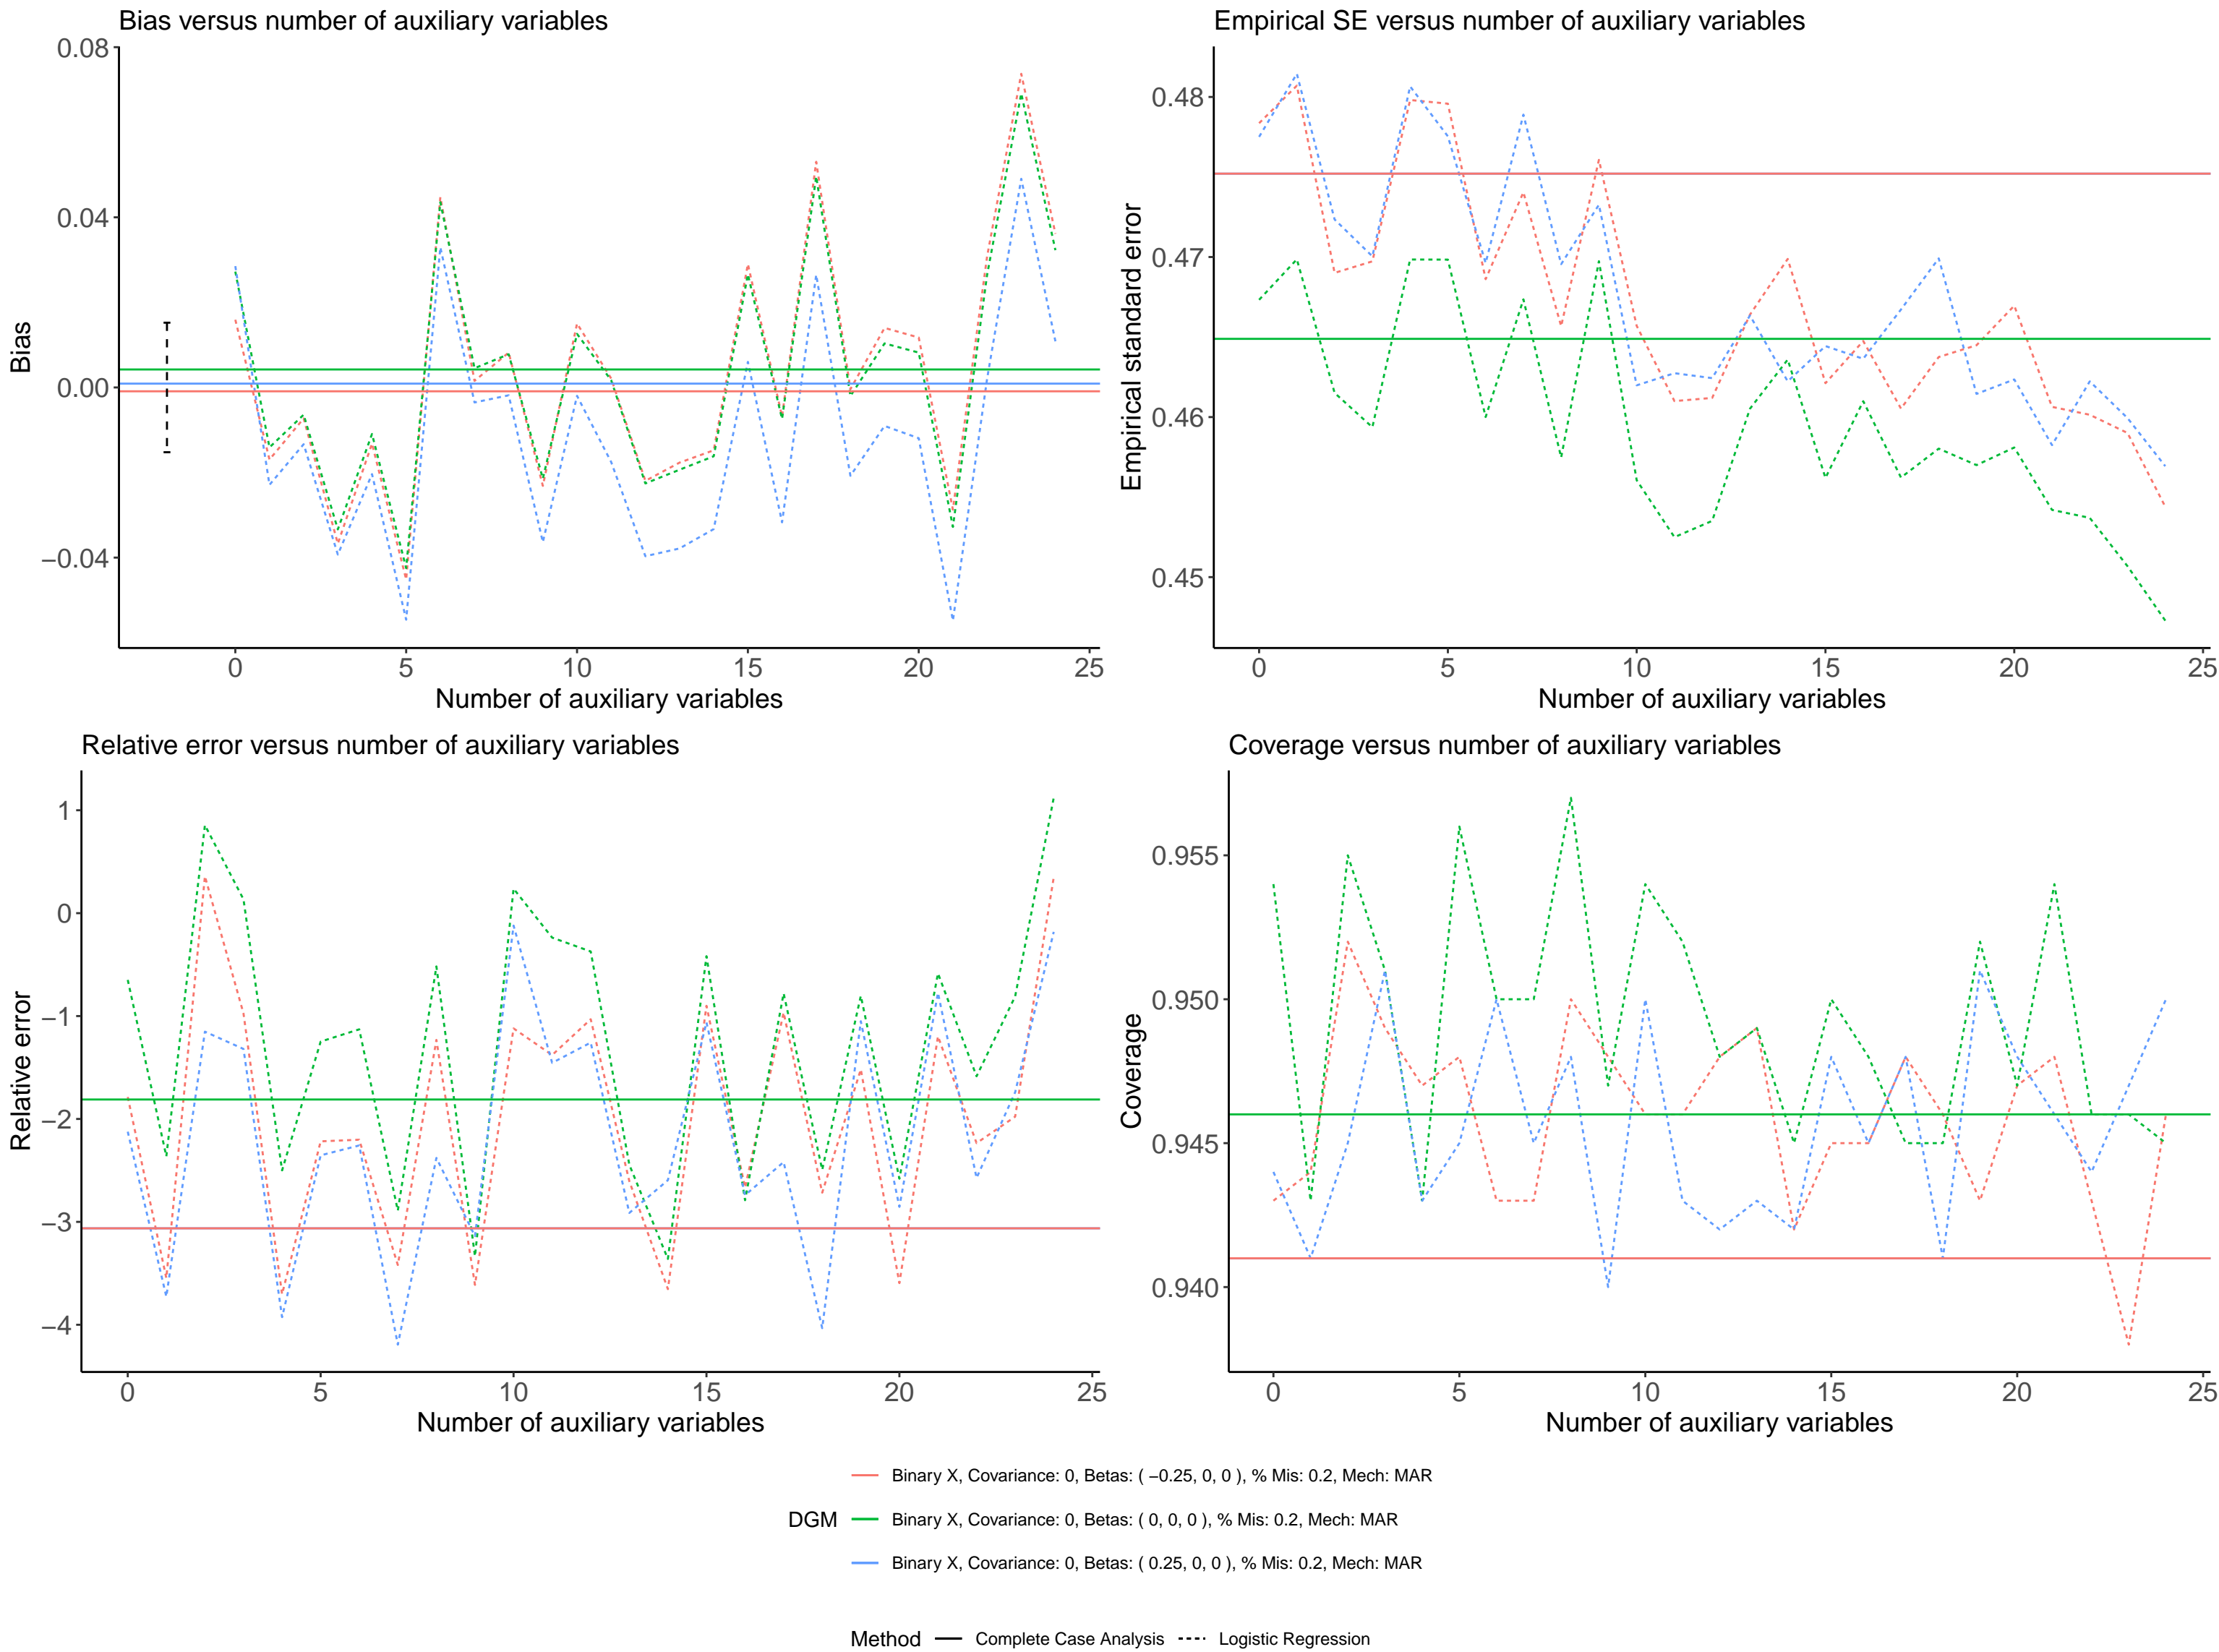 Bias versus number of auxiliary variables
0.08
0.04
0.00
−0.04
Bias
0 5 10 15 20 25
Number of auxiliary variables
Empirical SE versus number of auxiliary variables
0.48
0.47
0.46
0.45
Empirical standard error
0 5 10 15 20 25
Number of auxiliary variables
Relative error versus number of auxiliary variables
1
0
−1
−2
−3
−4
Relative error
0 5 10 15 20 25
Number of auxiliary variables
Coverage versus number of auxiliary variables
0.955
0.950
0.945
0.940
Coverage
0 5 10 15 20 25
Number of auxiliary variables
DGM
Binary X, Covariance: 0, Betas: ( −0.25, 0, 0 ), % Mis: 0.2, Mech: MAR
Binary X, Covariance: 0, Betas: ( 0, 0, 0 ), % Mis: 0.2, Mech: MAR
Binary X, Covariance: 0, Betas: ( 0.25, 0, 0 ), % Mis: 0.2, Mech: MAR
Method Complete Case Analysis Logistic Regression